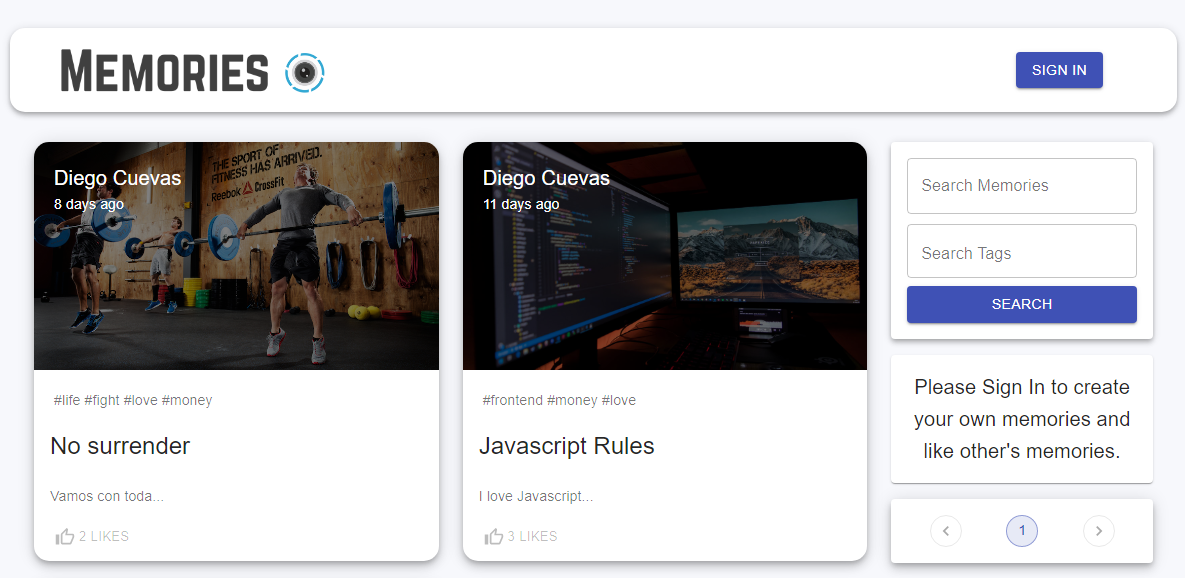 MEMORIES
SIGN IN
THE SPORT OF
FITNESS HAS ARRIVED.
Reebok CrossFit
Diego Cuevas
8 days ago
#life #fight #love #money
No surrender
Vamos con toda...
2 LIKES
Diego Cuevas
11 days ago
#frontend #money #love
Javascript Rules
I love Javascript...
3 LIKES
Search Memories
Search Tags
SEARCH
Please Sign In to create
your own memories and
like other's memories.
1